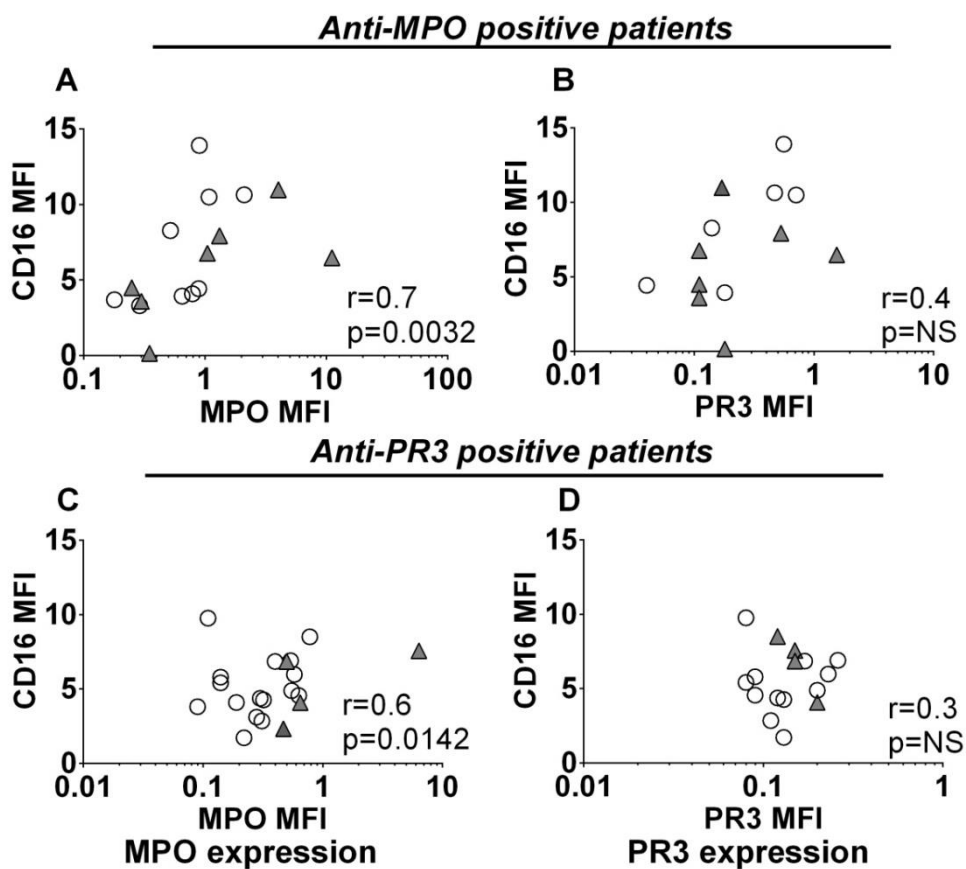 Anti-MPO positive patients
A
B
15
10
5
0
CD16 MFI
r=0.7
p=0.0032
0.1
1
10
100
MPO MFI
15
10
5
0
CD16 MFI
r=0.4
p=NS
0.01
0.1
1
10
PR3 MFI
Anti-PR3 positive patients
C
D
15
10
5
0
CD16 MFI
r=0.6
p=0.0142
0.01
0.1
1
10
MPO MFI
MPO expression
15
10
5
0
CD16 MFI
r=0.3
p=NS
0.01
0.1
1
PR3 MFI
PR3 expression